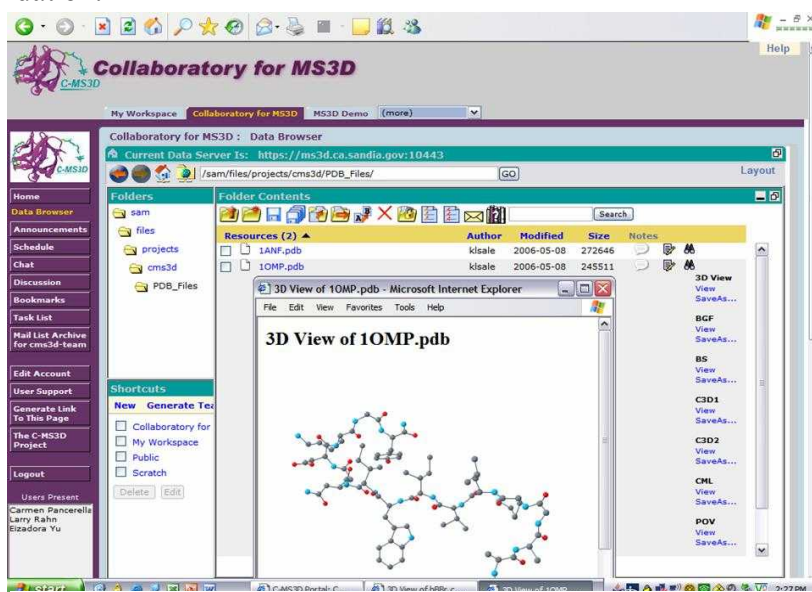 Help
Collaboratory for MS3D
C-MS3D
My Workspace Collaboratory for MS3D MS3D Demo (more)
Collaboratory for MS3D : Data Browser
Current Data Server Is: https://ms3d.ca.sandia.gov:10443
C-MS3D
/sam/files/projects/cms3d/PDB_Files/ GO
Layout
Home
Data Browser
Announcements
Schedule
Chat
Discussion
Bookmarks
Task List
Mail List Archive
for cms3d-team
Edit Account
User Support
Generate Link
To This Page
The C-MS3D
Project
Logout
Users Present
Carmen Pancerella
Larry Rahn
Eizadora Yu
Folders
sam
files
projects
cms3d
PDB_Files
Shortcuts
New Generate Tea
Collaboratory for
My Workspace
Public
Scratch
Delete Edit
Folder Contents
Search
Resources (2) Author Modified Size Notes
1ANF.pdb klsale 2006-05-08 272646
1OMP.pdb klsale 2006-05-08 245511
3D View
View
SaveAs...
BGF
View
SaveAs...
BS
View
SaveAs...
C3D1
View
SaveAs...
C3D2
View
SaveAs...
CML
View
SaveAs...
POV
View
SaveAs...
3D View of 1OMP.pdb - Microsoft Internet Explorer
File Edit View Favorites Tools Help
3D View of 1OMP.pdb
start
C-MS3D Portal: C...
3D View of 1OMP...
2:27 PM